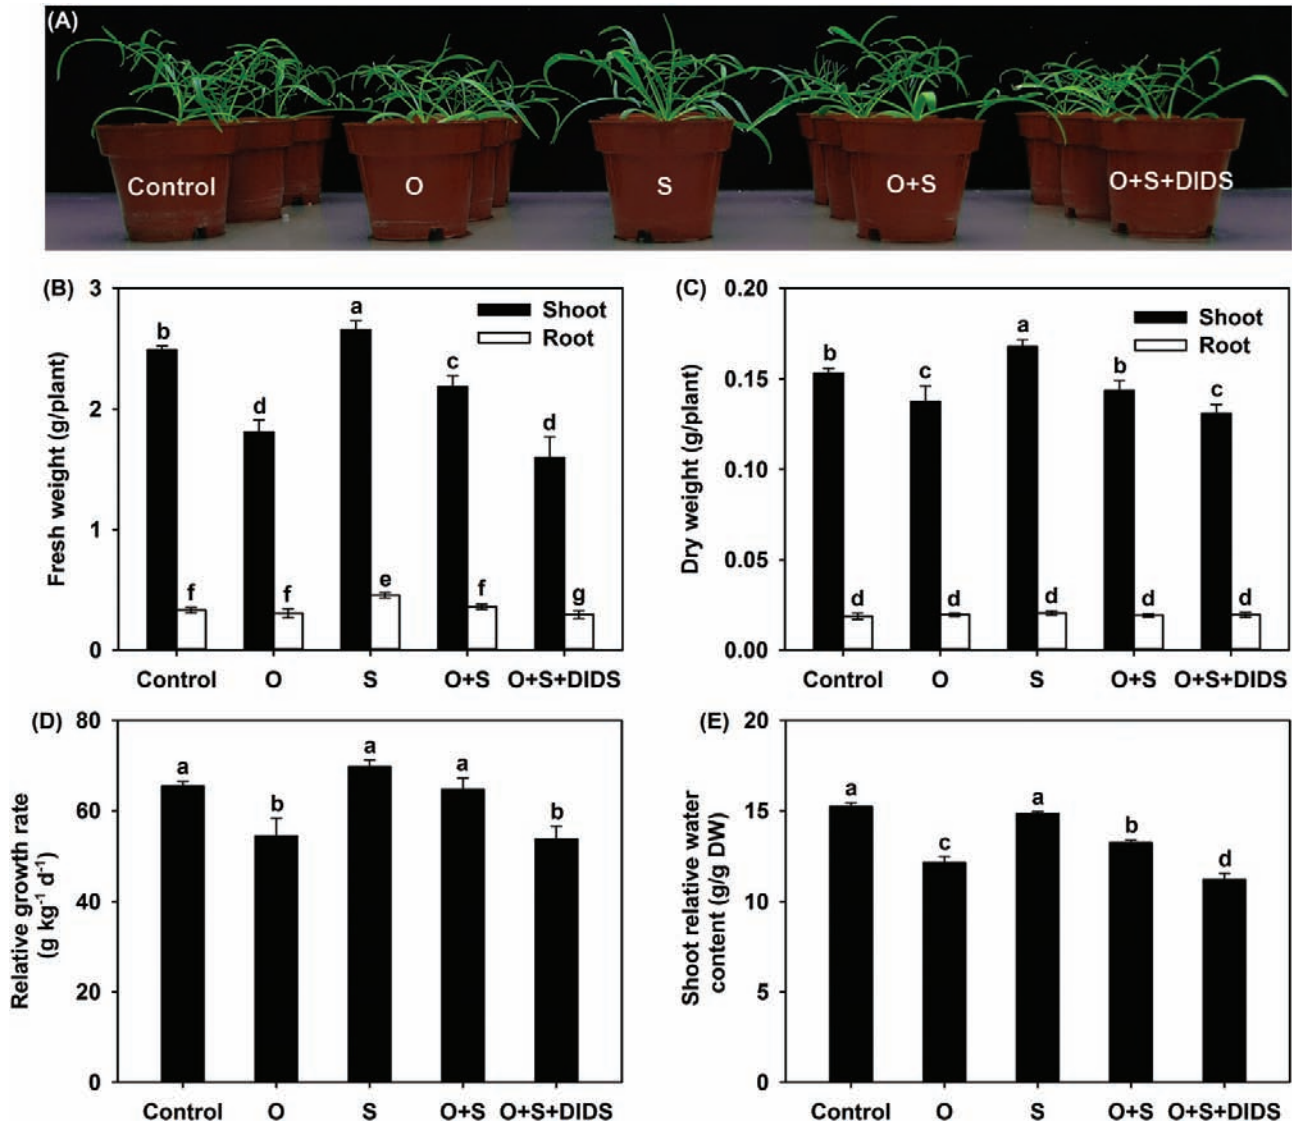 (A)
Control
O
S
O+S
O+S+DIDS
(B)
3
2
1
0
Fresh weight (g/plant)
Shoot
Root
b
d
a
c
d
f
f
e
f
g
Control
O
S
O+S
O+S+DIDS
(C)
0.20
0.15
0.10
0.05
0.00
Dry weight (g/plant)
Shoot
Root
b
c
a
b
c
d
d
d
d
d
Control
O
S
O+S
O+S+DIDS
(D)
80
60
40
20
0
Relative growth rate
(g kg⁻¹ d⁻¹)
a
b
a
a
b
Control
O
S
O+S
O+S+DIDS
(E)
20
15
10
5
0
Shoot relative water
content (g/g DW)
a
c
a
b
d
Control
O
S
O+S
O+S+DIDS